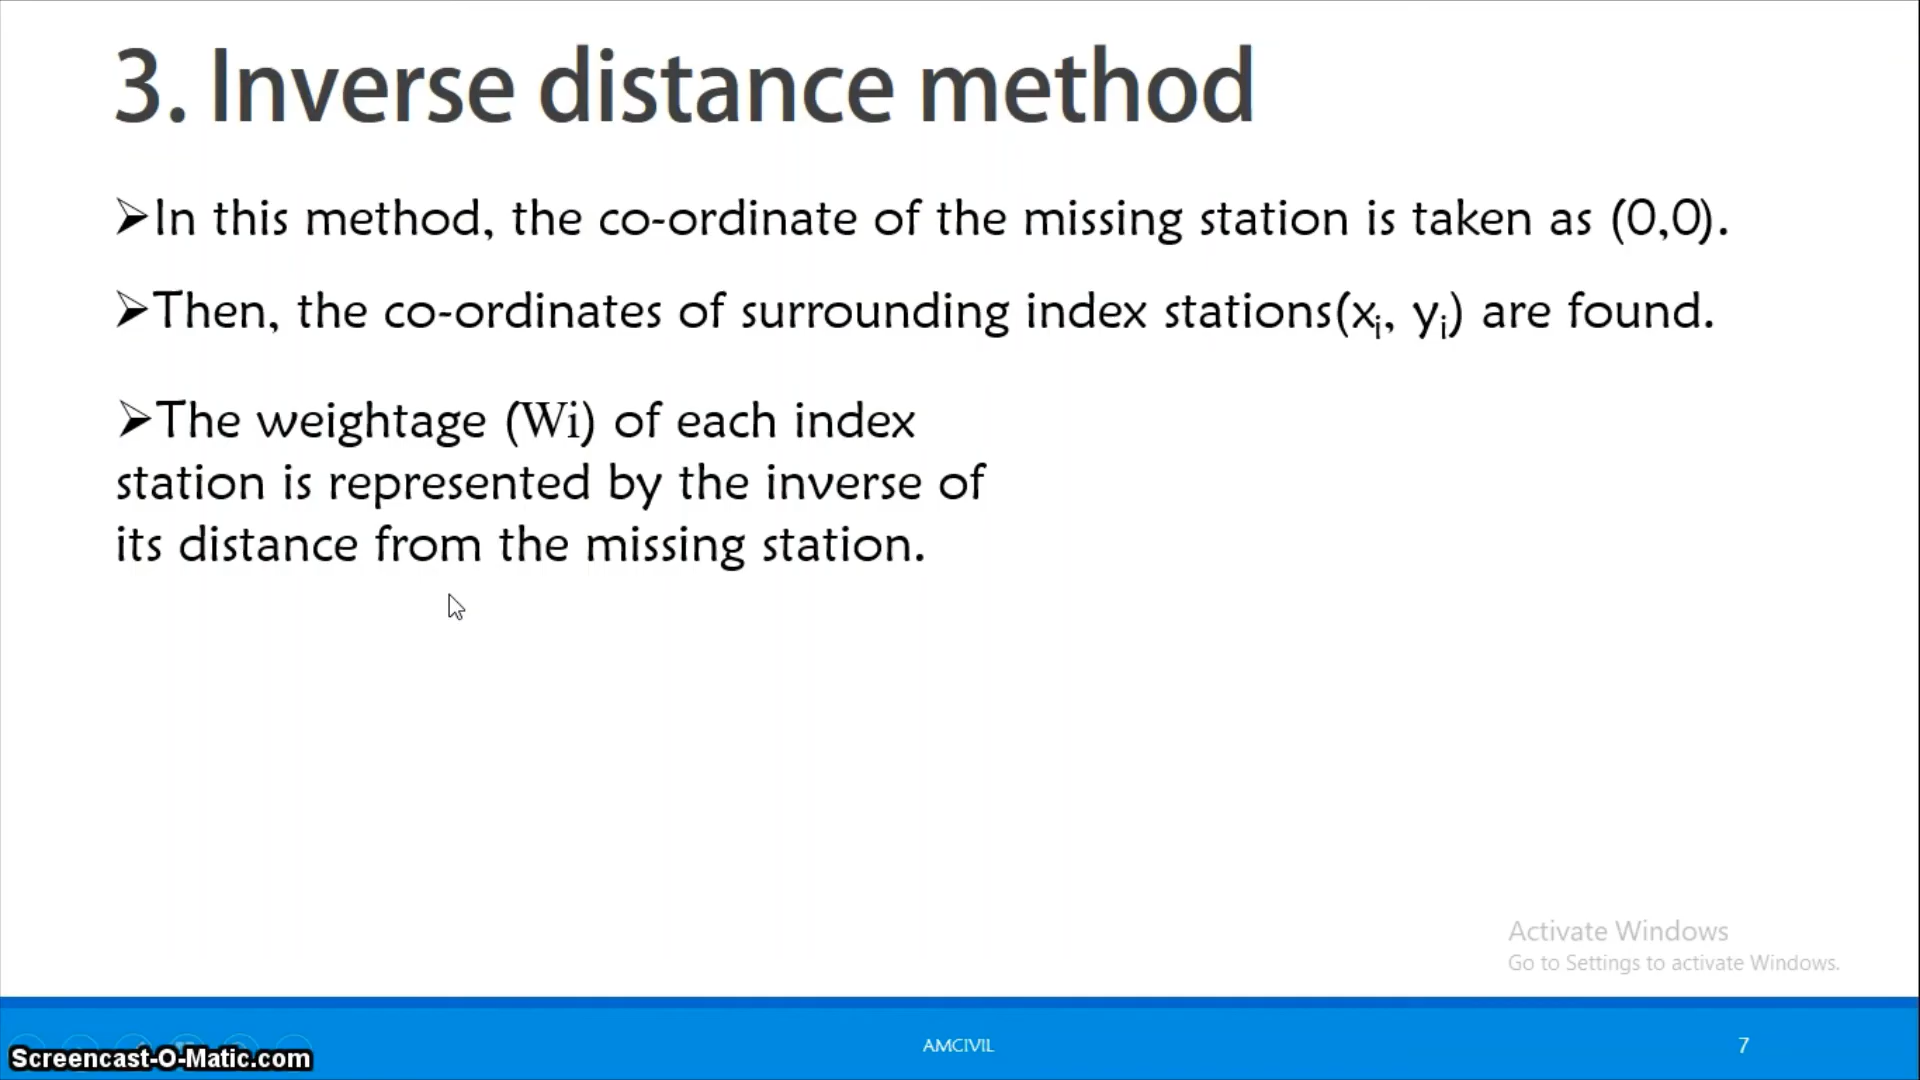 3. Inverse distance method
➢In this method, the co-ordinate of the missing station is taken as (0,0).
➢Then, the co-ordinates of surrounding index stations(xᵢ, yᵢ) are found.
➢The weightage (Wi) of each index
station is represented by the inverse of
its distance from the missing station.
Activate Windows
Go to Settings to activate Windows.
AMCIVIL
7
Screencast-O-Matic.com